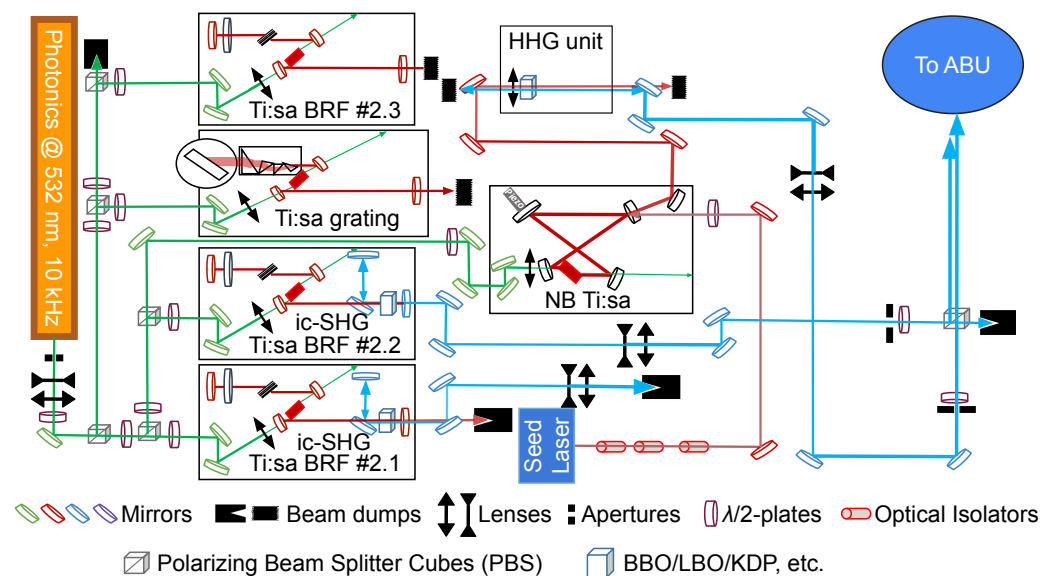 Photonics @ 532 nm, 10 kHz
Ti:sa BRF #2.3
HHG unit
To ABU
Ti:sa grating
Piezo
NB Ti:sa
ic-SHG
Ti:sa BRF #2.2
ic-SHG
Ti:sa BRF #2.1
Seed
Laser
Mirrors
Beam dumps
Lenses
Apertures
λ/2-plates
Optical Isolators
Polarizing Beam Splitter Cubes (PBS)
BBO/LBO/KDP, etc.